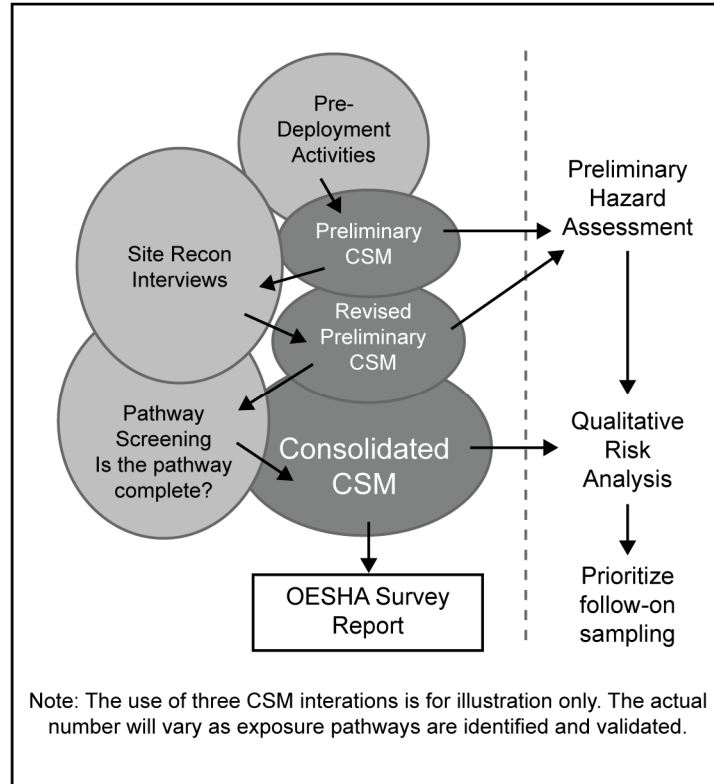 Pre-
Deployment
Activities
Preliminary
CSM
Site Recon
Interviews
Revised
Preliminary
CSM
Pathway
Screening
Is the pathway
complete?
Consolidated
CSM
OESHA Survey
Report
Preliminary
Hazard
Assessment
Qualitative
Risk
Analysis
Prioritize
follow-on
sampling
Note: The use of three CSM interations is for illustration only. The actual
number will vary as exposure pathways are identified and validated.